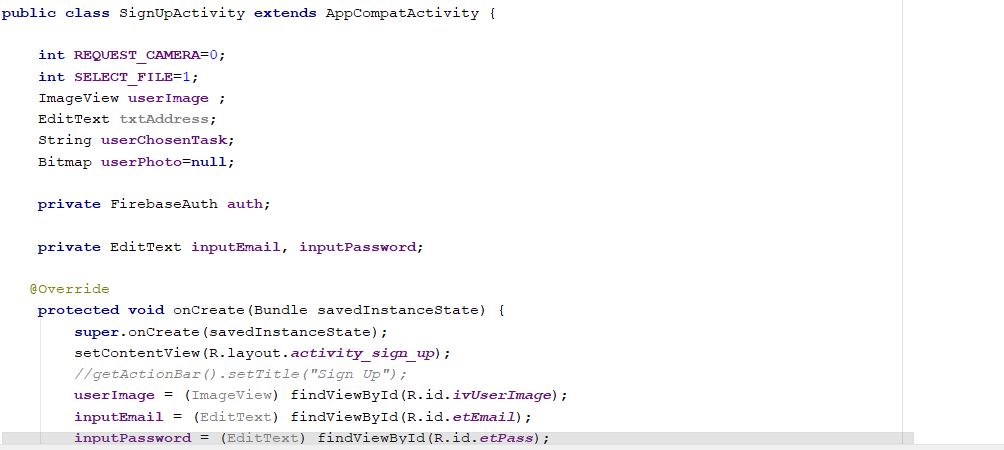 public class SignUpActivity extends AppCompatActivity {
int REQUEST_CAMERA=0;
int SELECT_FILE=1;
ImageView userImage ;
EditText txtAddress;
String userChosenTask;
Bitmap userPhoto=null;
private FirebaseAuth auth;
private EditText inputEmail, inputPassword;
@Override
protected void onCreate(Bundle savedInstanceState) {
super.onCreate(savedInstanceState);
setContentView(R.layout.activity_sign_up);
//getActionBar().setTitle("Sign Up");
userImage = (ImageView) findViewById(R.id.ivUserImage);
inputEmail = (EditText) findViewById(R.id.etEmail);
inputPassword = (EditText) findViewById(R.id.etPass);